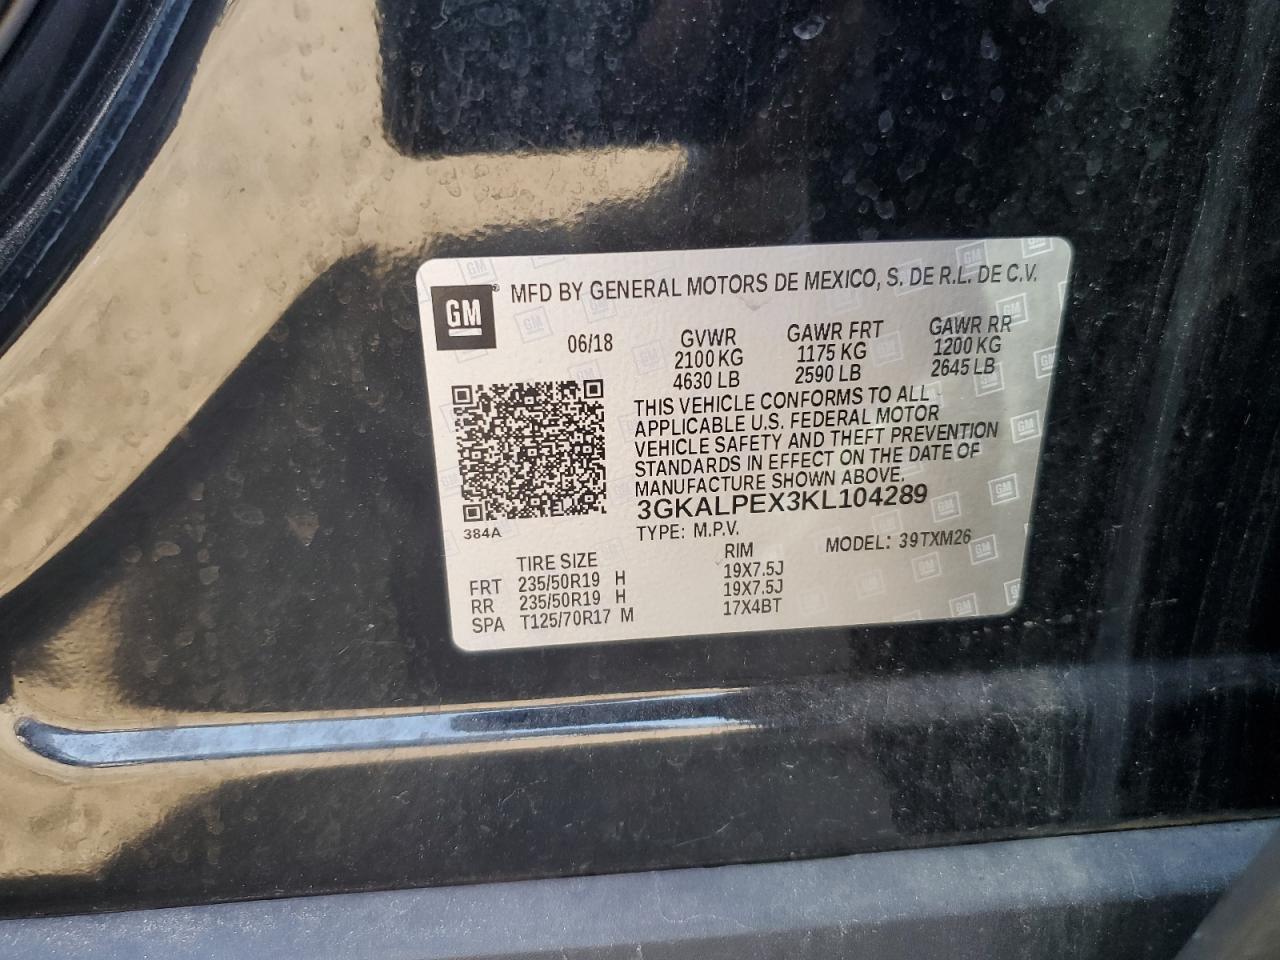 GM® MFD BY GENERAL MOTORS DE MEXICO, S. DE R.L. DE C.V.
06/18 GVWR GAWR FRT GAWR RR
2100 KG 1175 KG 1200 KG
4630 LB 2590 LB 2645 LB
THIS VEHICLE CONFORMS TO ALL
APPLICABLE U.S. FEDERAL MOTOR
VEHICLE SAFETY AND THEFT PREVENTION
STANDARDS IN EFFECT ON THE DATE OF
MANUFACTURE SHOWN ABOVE.
3GKALPEX3KL104289
384A
TYPE: M.P.V. MODEL: 39TXM26
TIRE SIZE RIM
FRT 235/50R19 H 19X7.5J
RR 235/50R19 H 19X7.5J
SPA T125/70R17 M 17X4BT